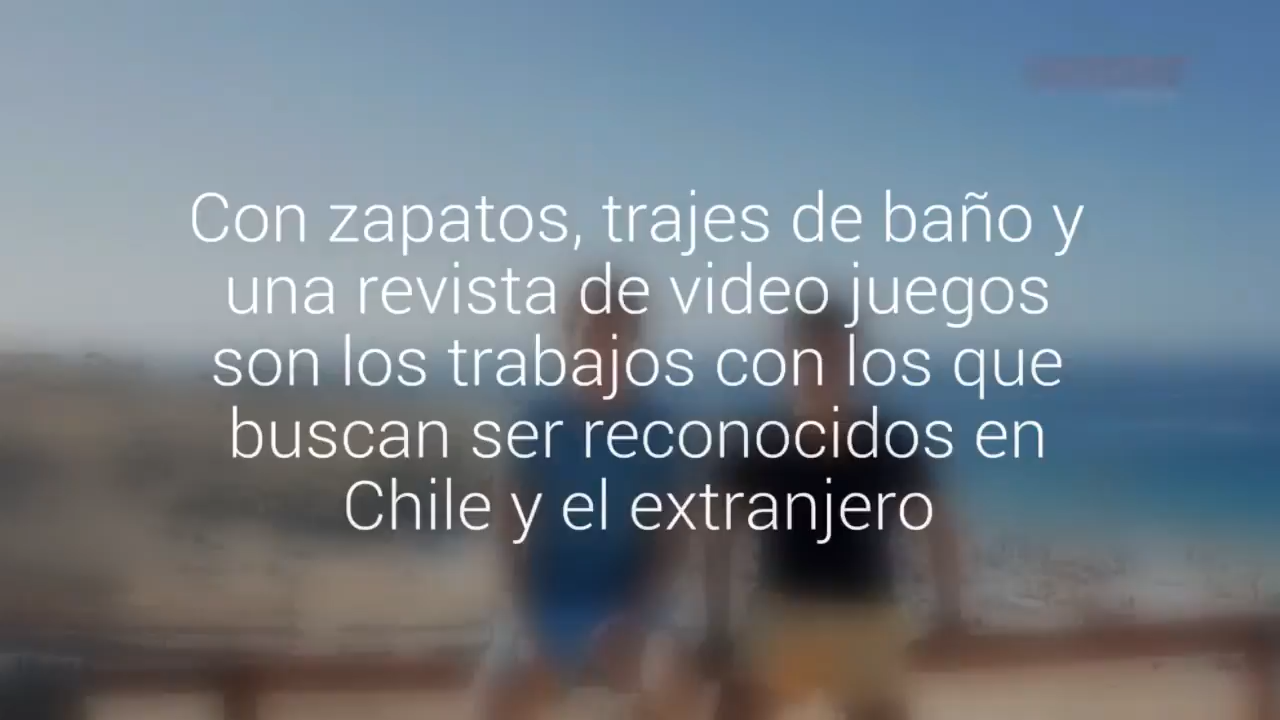 Con zapatos, trajes de baño y
una revista de video juegos
son los trabajos con los que
buscan ser reconocidos en
Chile y el extranjero